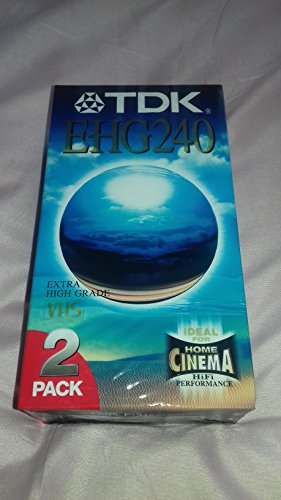 TDK®
EHG240
EXTRA
HIGH GRADE
VHS
2
PACK
IDEAL
FOR
HOME
CINEMA
HiFi
PERFORMANCE